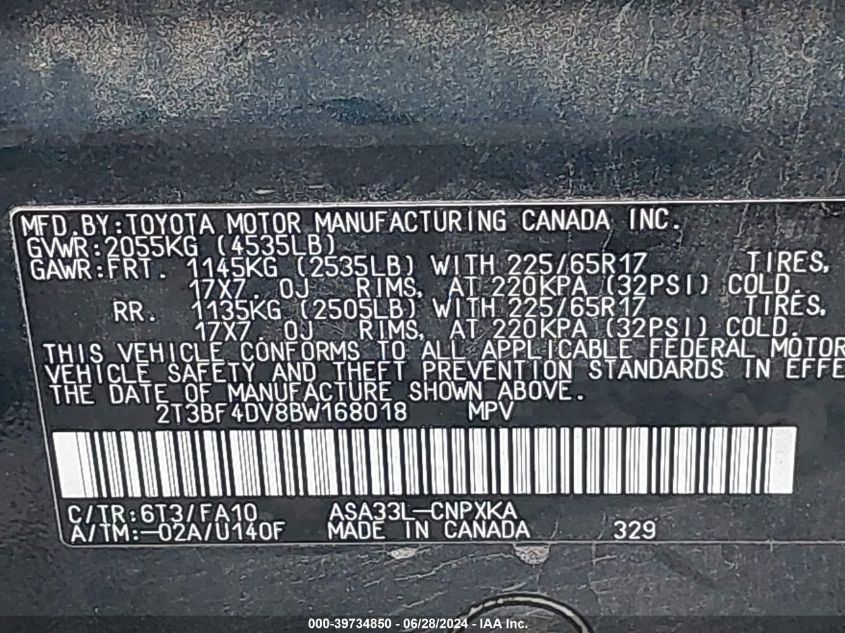 MFD.BY:TOYOTA MOTOR MANUFACTURING CANADA INC.
GVWR:2055KG (4535LB)
GAWR:FRT. 1145KG (2535LB) WITH 225/65R17 TIRES,
17X7.0J RIMS, AT 220KPA (32PSI) COLD.
RR. 1135KG (2505LB) WITH 225/65R17 TIRES,
17X7.0J RIMS, AT 220KPA (32PSI) COLD.
THIS VEHICLE CONFORMS TO ALL APPLICABLE FEDERAL MOTOR
VEHICLE SAFETY AND THEFT PREVENTION STANDARDS IN EFFE
THE DATE OF MANUFACTURE SHOWN ABOVE.
2T3BF4DV8BW168018 MPV
C/TR:6T3/FA10 ASA33L-CNPXKA
A/TM:-02A/U140F MADE IN CANADA 329
000-39734850 - 06/28/2024 - IAA Inc.